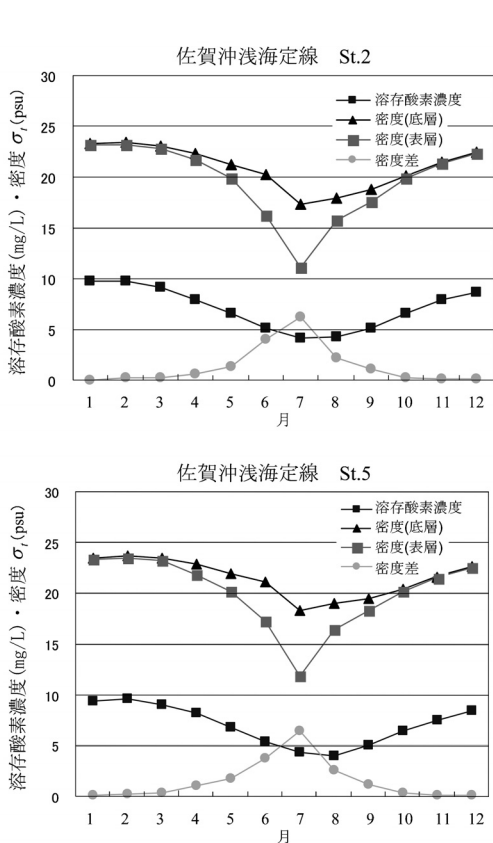 佐賀沖浅海定線 St.2
溶存酸素濃度(mg/L)・密度 σt(psu)
30
25
20
15
10
5
0
溶存酸素濃度
密度(底層)
密度(表層)
密度差
1 2 3 4 5 6 7 8 9 10 11 12
月
佐賀沖浅海定線 St.5
溶存酸素濃度(mg/L)・密度 σt(psu)
30
25
20
15
10
5
0
溶存酸素濃度
密度(底層)
密度(表層)
密度差
1 2 3 4 5 6 7 8 9 10 11 12
月